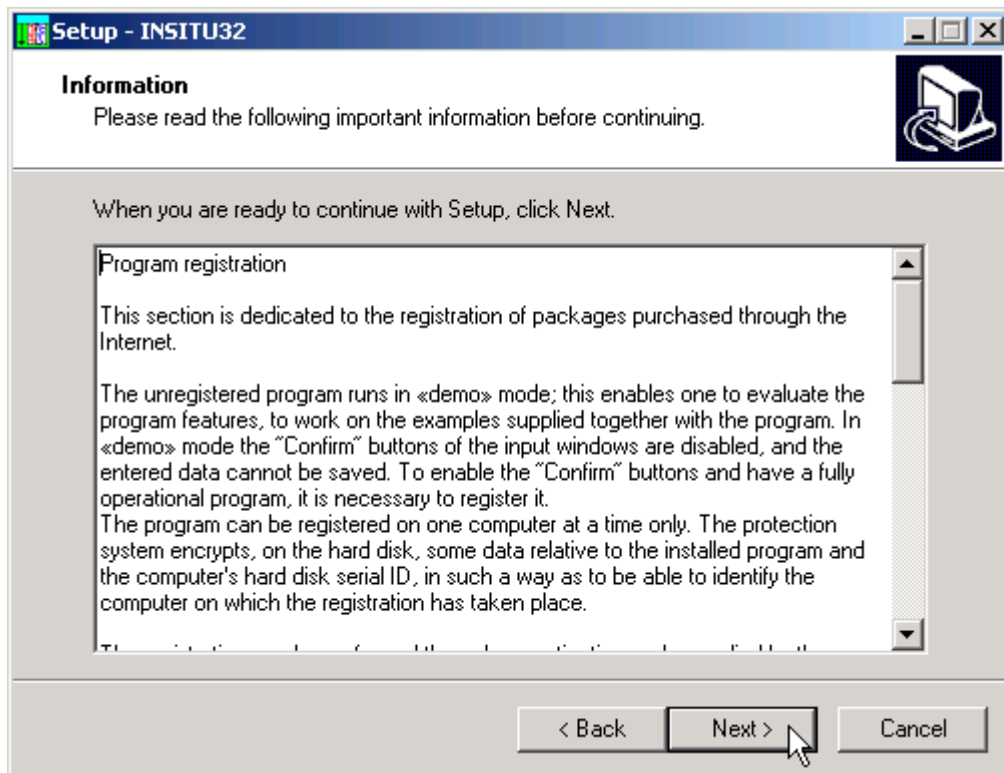 Setup - INSITU32
Information
Please read the following important information before continuing.
When you are ready to continue with Setup, click Next.
Program registration
This section is dedicated to the registration of packages purchased through the
Internet.
The unregistered program runs in «demo» mode; this enables one to evaluate the
program features, to work on the examples supplied together with the program. In
«demo» mode the ″Confirm″ buttons of the input windows are disabled, and the
entered data cannot be saved. To enable the ″Confirm″ buttons and have a fully
operational program, it is necessary to register it.
The program can be registered on one computer at a time only. The protection
system encrypts, on the hard disk, some data relative to the installed program and
the computer's hard disk serial ID, in such a way as to be able to identify the
computer on which the registration has taken place.
< Back
Next >
Cancel